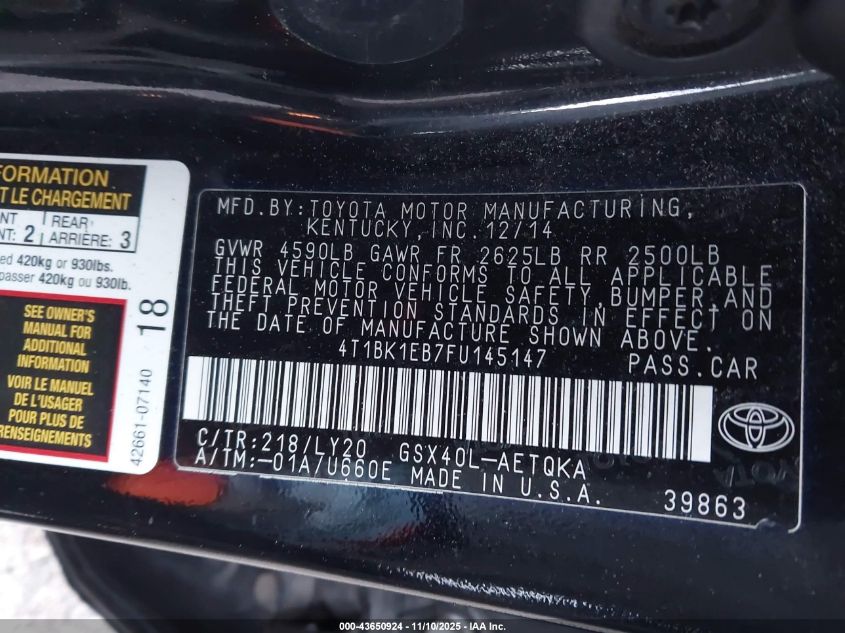 FORMATION
T LE CHARGEMENT
NT REAR
NT: 2 ARRIÈRE: 3
ed 420kg or 930lbs.
passer 420kg ou 930lb.
SEE OWNER'S
MANUAL FOR
ADDITIONAL
INFORMATION
VOIR LE MANUEL
DE L'USAGER
POUR PLUS DE
RENSEIGNEMENTS
18
42661-07140
MFD.BY:TOYOTA MOTOR MANUFACTURING,
KENTUCKY,INC.12/14
GVWR 4590LB GAWR FR 2625LB RR 2500LB
THIS VEHICLE CONFORMS TO ALL APPLICABLE
FEDERAL MOTOR VEHICLE SAFETY,BUMPER,AND
THEFT PREVENTION STANDARDS IN EFFECT ON
THE DATE OF MANUFACTURE SHOWN ABOVE.
4T1BK1EB7FU145147 PASS.CAR
C/TR:218/LY20 GSX40L-AETQKA
A/TM:-01A/U660E MADE IN U.S.A.
39863
TOYOTA
000-43650924 - 11/10/2025 - IAA Inc.